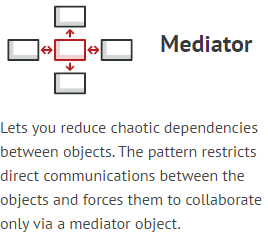 Mediator
Lets you reduce chaotic dependencies
between objects. The pattern restricts
direct communications between the
objects and forces them to collaborate
only via a mediator object.